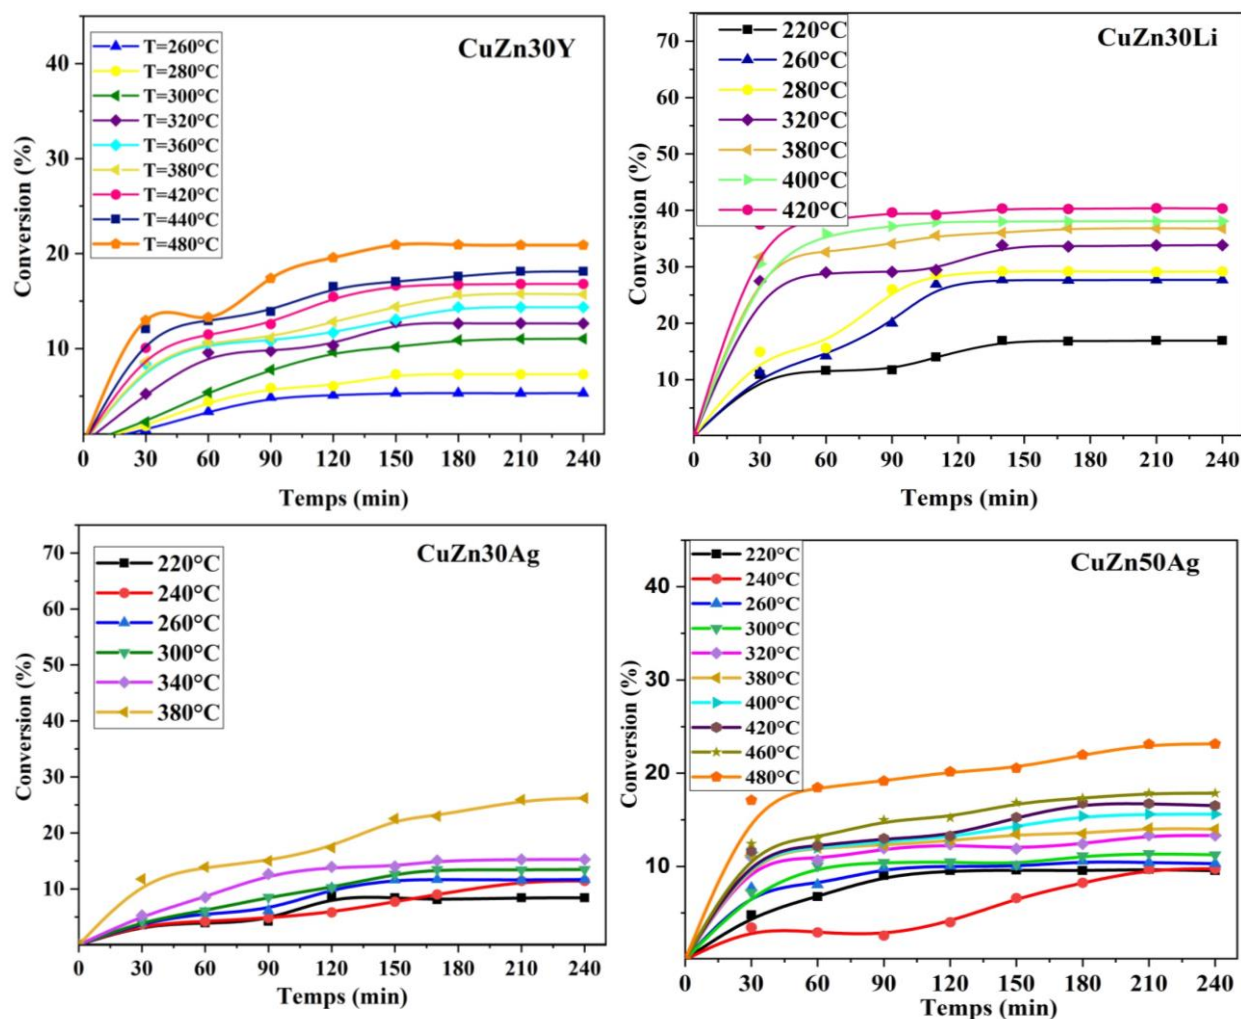 CuZn30Y
T=260°C
T=280°C
T=300°C
T=320°C
T=360°C
T=380°C
T=420°C
T=440°C
T=480°C
Conversion (%)
40
30
20
10
0 30 60 90 120 150 180 210 240
Temps (min)
CuZn30Li
220°C
260°C
280°C
320°C
380°C
400°C
420°C
Conversion (%)
70
60
50
40
30
20
10
0 30 60 90 120 150 180 210 240
Temps (min)
CuZn30Ag
220°C
240°C
260°C
300°C
340°C
380°C
Conversion (%)
70
60
50
40
30
20
10
0 30 60 90 120 150 180 210 240
Temps (min)
CuZn50Ag
220°C
240°C
260°C
300°C
320°C
380°C
400°C
420°C
460°C
480°C
Conversion (%)
40
30
20
10
0 30 60 90 120 150 180 210 240
Temps (min)